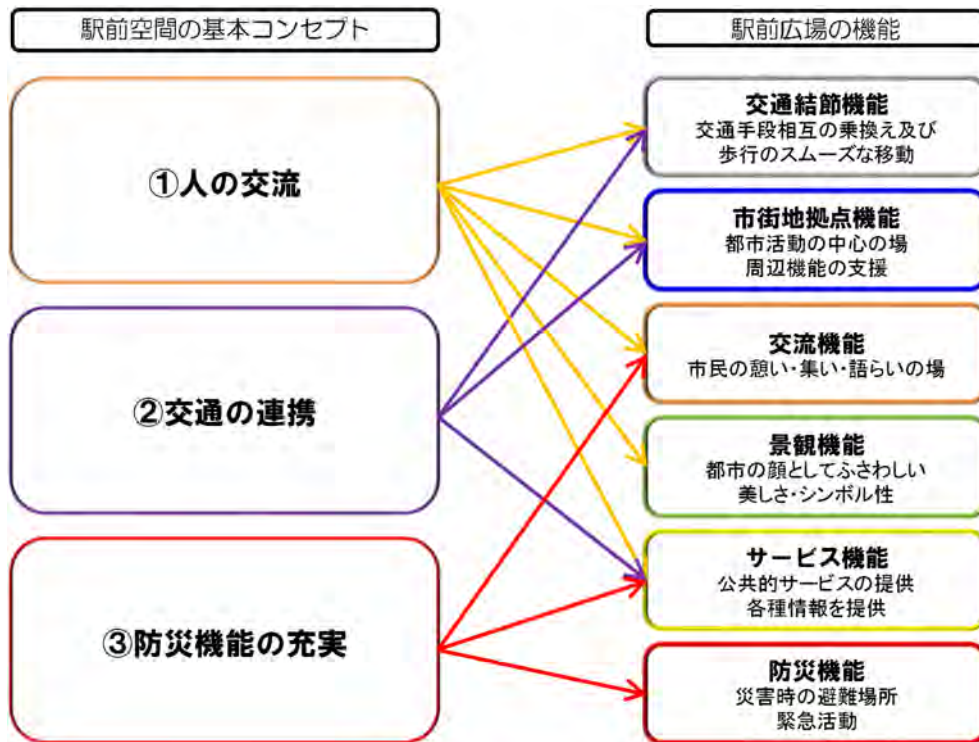 駅前空間の基本コンセプト
①人の交流
②交通の連携
③防災機能の充実
駅前広場の機能
交通結節機能
交通手段相互の乗換え及び
歩行のスムーズな移動
市街地拠点機能
都市活動の中心の場
周辺機能の支援
交流機能
市民の憩い・集い・語らいの場
景観機能
都市の顔としてふさわしい
美しさ・シンボル性
サービス機能
公共的サービスの提供
各種情報を提供
防災機能
災害時の避難場所
緊急活動